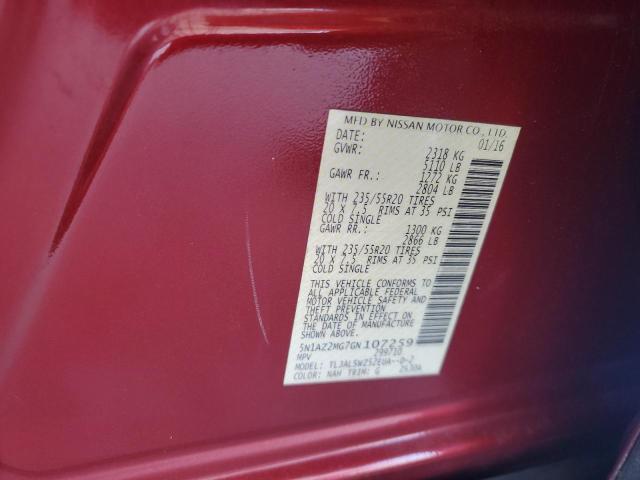 MFD BY NISSAN MOTOR CO., LTD.
DATE: 01/16
GVWR: 2318 KG
5110 LB
GAWR FR.: 1272 KG
2804 LB
WITH 235/55R20 TIRES
20 X 7.5 RIMS AT 35 PSI
COLD SINGLE
GAWR RR.: 1300 KG
2866 LB
WITH 235/55R20 TIRES
20 X 7.5 RIMS AT 35 PSI
COLD SINGLE
THIS VEHICLE CONFORMS TO
ALL APPLICABLE FEDERAL
MOTOR VEHICLE SAFETY AND
THEFT PREVENTION
STANDARDS IN EFFECT ON
THE DATE OF MANUFACTURE
SHOWN ABOVE.
5N1AZ2MG7GN107259
MPV 299710
MODEL: TLJALSWZ52EUA--D-2
COLOR: NAH TRIM: G